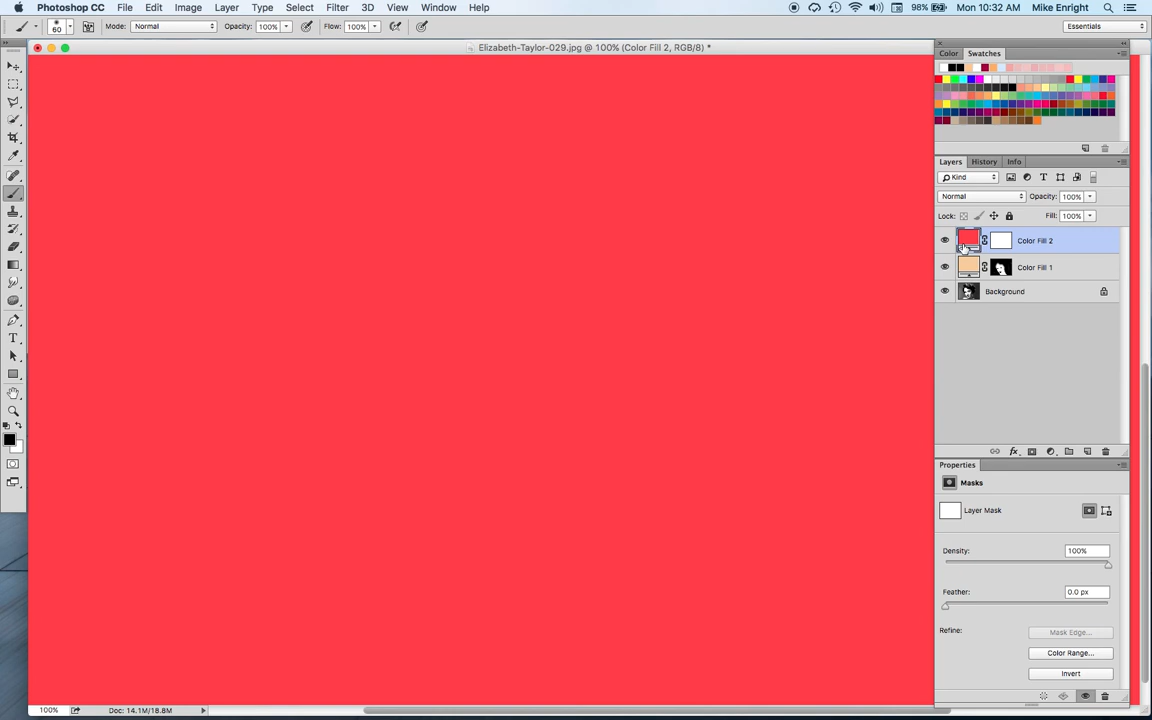 Photoshop CC File Edit Image Layer Type Select Filter 3D View Window Help 98% Mon 10:32 AM Mike Enright
60 Mode: Normal Opacity: 100% Flow: 100% Essentials
Elizabeth-Taylor-029.jpg @ 100% (Color Fill 2, RGB/8) *
Color Swatches
Layers History Info
Kind
Normal Opacity: 100%
Lock: Fill: 100%
Color Fill 2
Color Fill 1
Background
fx
Properties
Masks
Layer Mask
Density: 100%
Feather: 0.0 px
Refine: Mask Edge...
Color Range...
Invert
100% Doc: 14.1M/18.8M